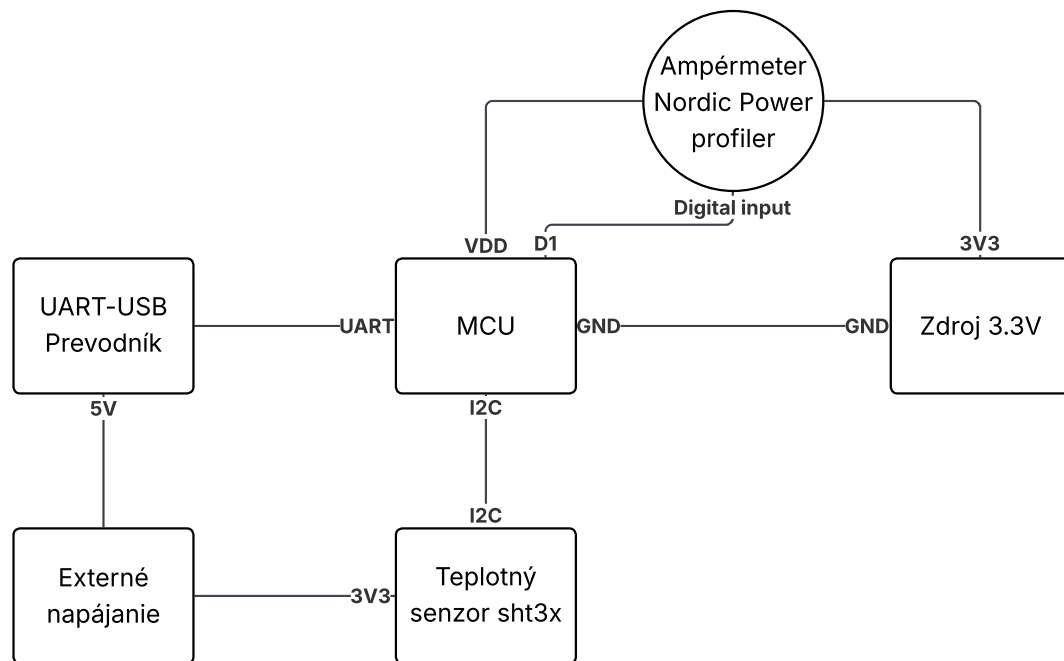 Ampérmeter
Nordic Power
profiler
Digital input
VDD
D1
3V3
UART-USB
Prevodník
UART
MCU
GND
GND
Zdroj 3.3V
5V
I2C
I2C
Externé
napájanie
3V3
Teplotný
senzor sht3x